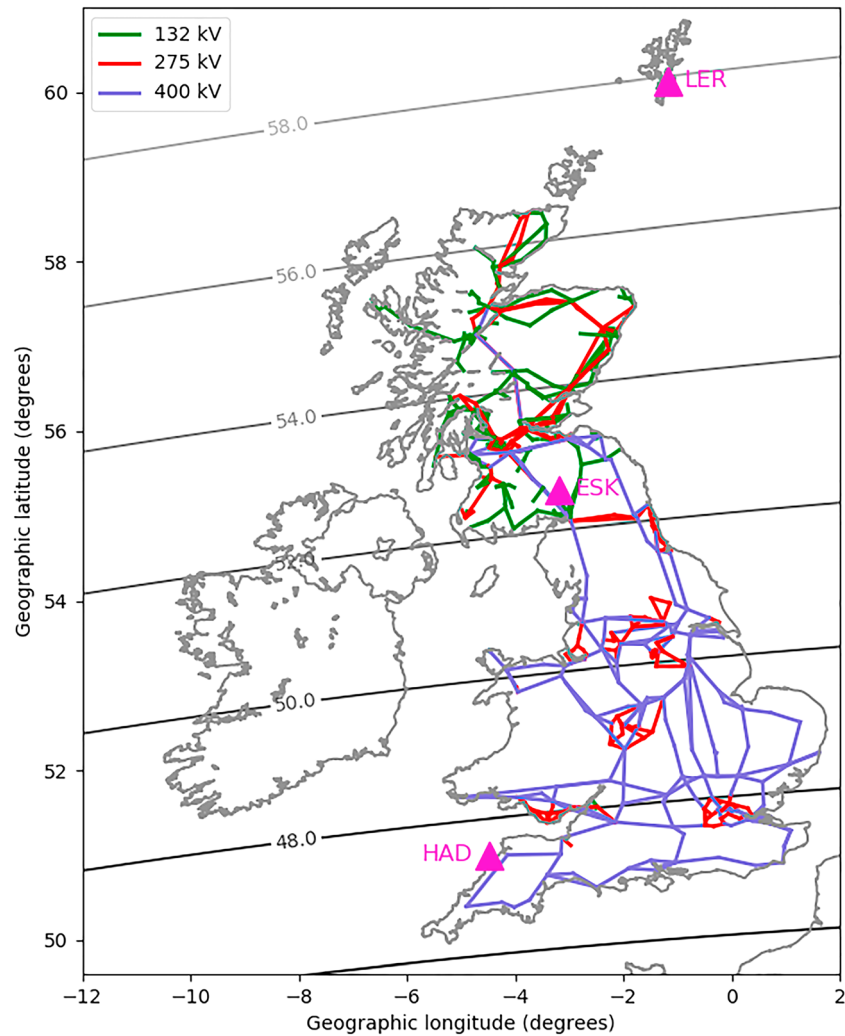 132 kV
275 kV
400 kV
LER
58.0
56.0
54.0
ESK
52.0
50.0
48.0
HAD
60
58
56
54
52
50
Geographic latitude (degrees)
−12 −10 −8 −6 −4 −2 0 2
Geographic longitude (degrees)